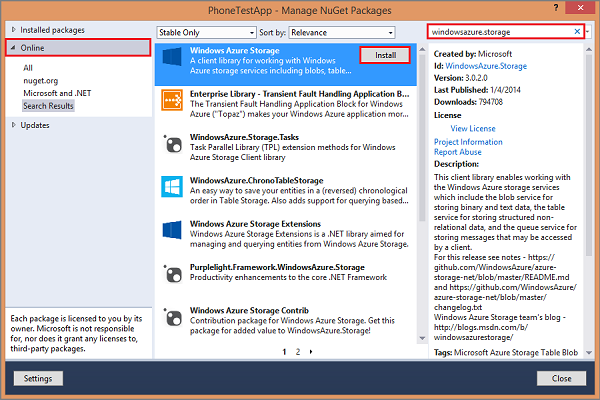 PhoneTestApp - Manage NuGet Packages
Installed packages
Online
All
nuget.org
Microsoft and .NET
Search Results
Updates
Each package is licensed to you by its
owner. Microsoft is not responsible
for, nor does it grant any licenses to,
third-party packages.
Stable Only
Sort by:
Relevance
Windows Azure Storage
A client library for working with Windows
Azure storage services including blobs, table...
Install
Enterprise Library - Transient Fault Handling Application B...
The Transient Fault Handling Application Block for Windows
Azure ("Topaz") makes your Windows Azure application mor...
WindowsAzure.Storage.Tasks
Task Parallel Library (TPL) extension methods for Windows
Azure Storage Client library
WindowsAzure.ChronoTableStorage
An easy way to save your entities in a (reversed) chronological
order in Table Storage. Also adds support for querying based...
Windows Azure Storage Extensions
Windows Azure Storage Extensions is a .NET library aimed for
managing and querying entities from Windows Azure Storage.
Purplelight.Framework.WindowsAzure.Storage
Productivity enhancements to the core .NET Framework
Windows Azure Storage Contrib
Contribution package for Windows Azure Storage. Get this
package for added value to WindowsAzure.Storage!
1 2
windowsazure.storage
Created by: Microsoft
Id: WindowsAzure.Storage
Version: 3.0.2.0
Last Published: 1/4/2014
Downloads: 794708
License
View License
Project Information
Report Abuse
Description:
This client library enables working with
the Windows Azure storage services
which include the blob service for
storing binary and text data, the table
service for storing structured non-
relational data, and the queue service for
storing messages that may be accessed
by a client.
For this release see notes - https://
github.com/WindowsAzure/azure-
storage-net/blob/master/README.md
and https://github.com/WindowsAzure/
azure-storage-net/blob/master/
changelog.txt
Windows Azure Storage team's blog -
http://blogs.msdn.com/b/
windowsazurestorage/
Tags: Microsoft Azure Storage Table Blob
Settings
Close